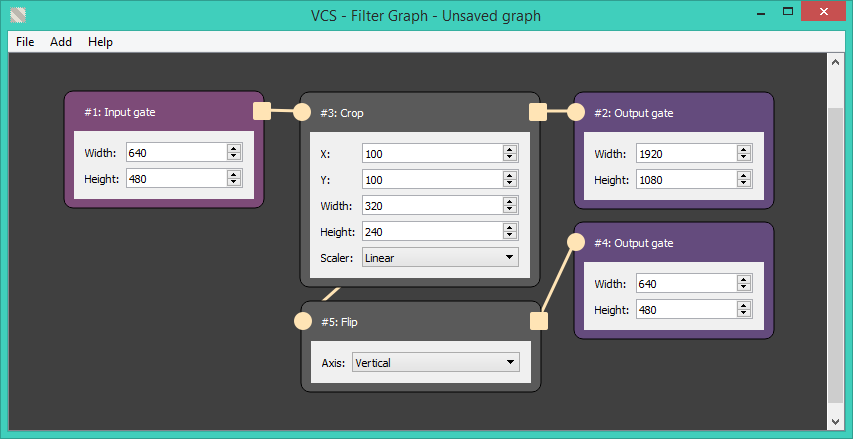 VCS - Filter Graph - Unsaved graph
File Add Help
#1: Input gate
Width: 640
Height: 480
#3: Crop
X: 100
Y: 100
Width: 320
Height: 240
Scaler: Linear
#2: Output gate
Width: 1920
Height: 1080
#4: Output gate
Width: 640
Height: 480
#5: Flip
Axis: Vertical